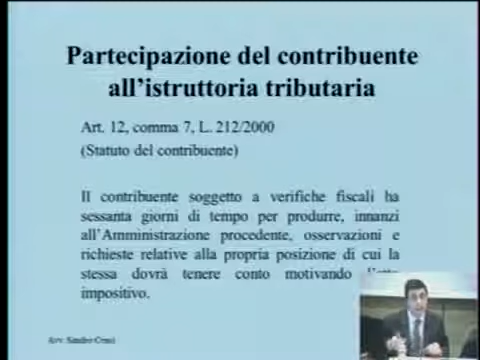 Partecipazione del contribuente
all'istruttoria tributaria
Art. 12, comma 7, L. 212/2000
(Statuto del contribuente)
Il contribuente soggetto a verifiche fiscali ha
sessanta giorni di tempo per produrre, innanzi
all'Amministrazione procedente, osservazioni e
richieste relative alla propria posizione di cui la
stessa dovrà tenere conto motivando l'atto
impositivo.
Avv. Sandro